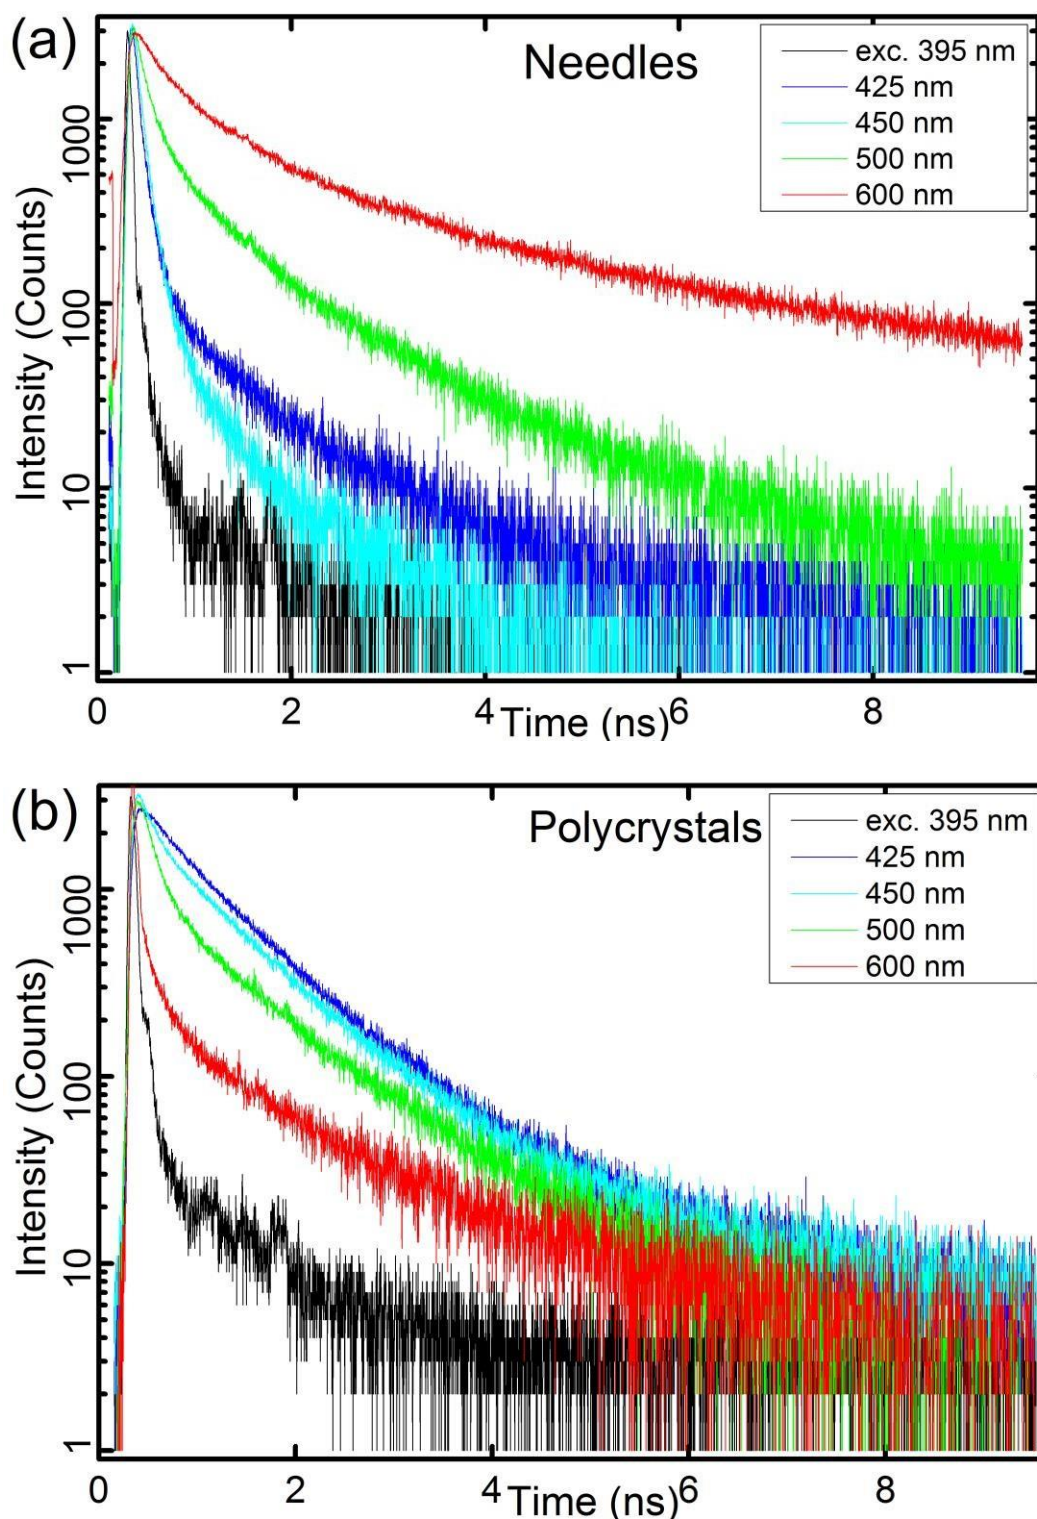 (a)
Needles
exc. 395 nm
425 nm
450 nm
500 nm
600 nm
Intensity (Counts)
1000
100
10
1
0 2 4 6 8
Time (ns)
(b)
Polycrystals
exc. 395 nm
425 nm
450 nm
500 nm
600 nm
Intensity (Counts)
1000
100
10
1
0 2 4 6 8
Time (ns)